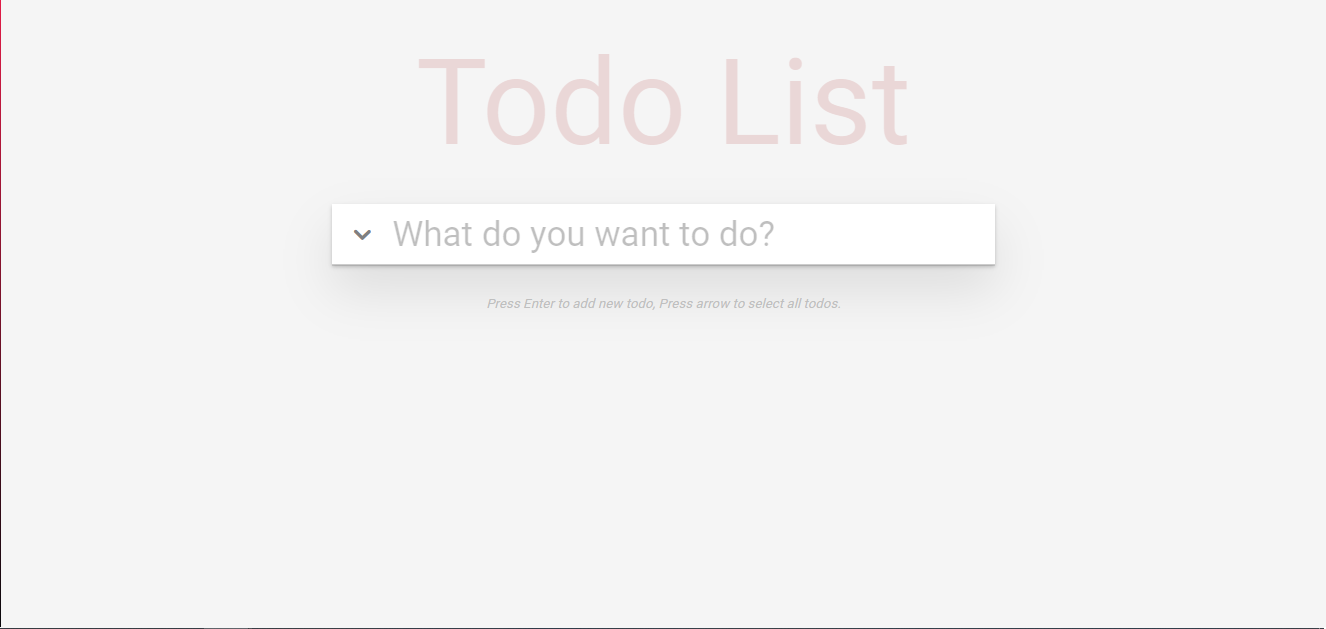 Todo List
What do you want to do?
Press Enter to add new todo, Press arrow to select all todos.